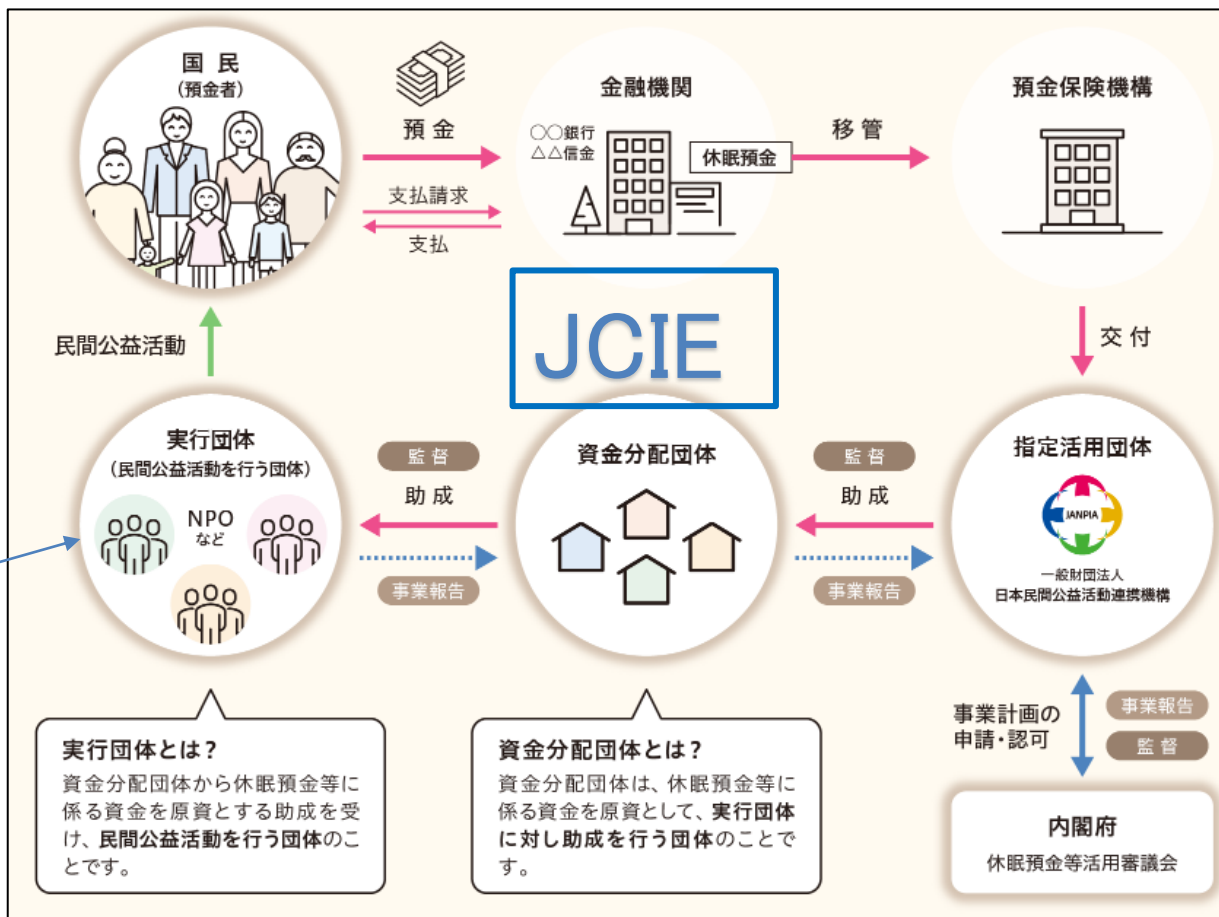 国 民
(預金者)
預 金
支払請求
支払
金融機関
○○銀行
△△信金
休眠預金
移 管
預金保険機構
民間公益活動
JCIE
交 付
実行団体
(民間公益活動を行う団体)
NPO
など
監 督
助 成
事業報告
資金分配団体
監 督
助 成
事業報告
指定活用団体
JANPIA
一般財団法人
日本民間公益活動連携機構
実行団体とは?
資金分配団体から休眠預金等に
係る資金を原資とする助成を受
け、民間公益活動を行う団体のこ
とです。
資金分配団体とは?
資金分配団体は、休眠預金等に
係る資金を原資として、実行団体
に対し助成を行う団体のことで
す。
事業計画の
申請・認可
事業報告
監 督
内閣府
休眠預金等活用審議会